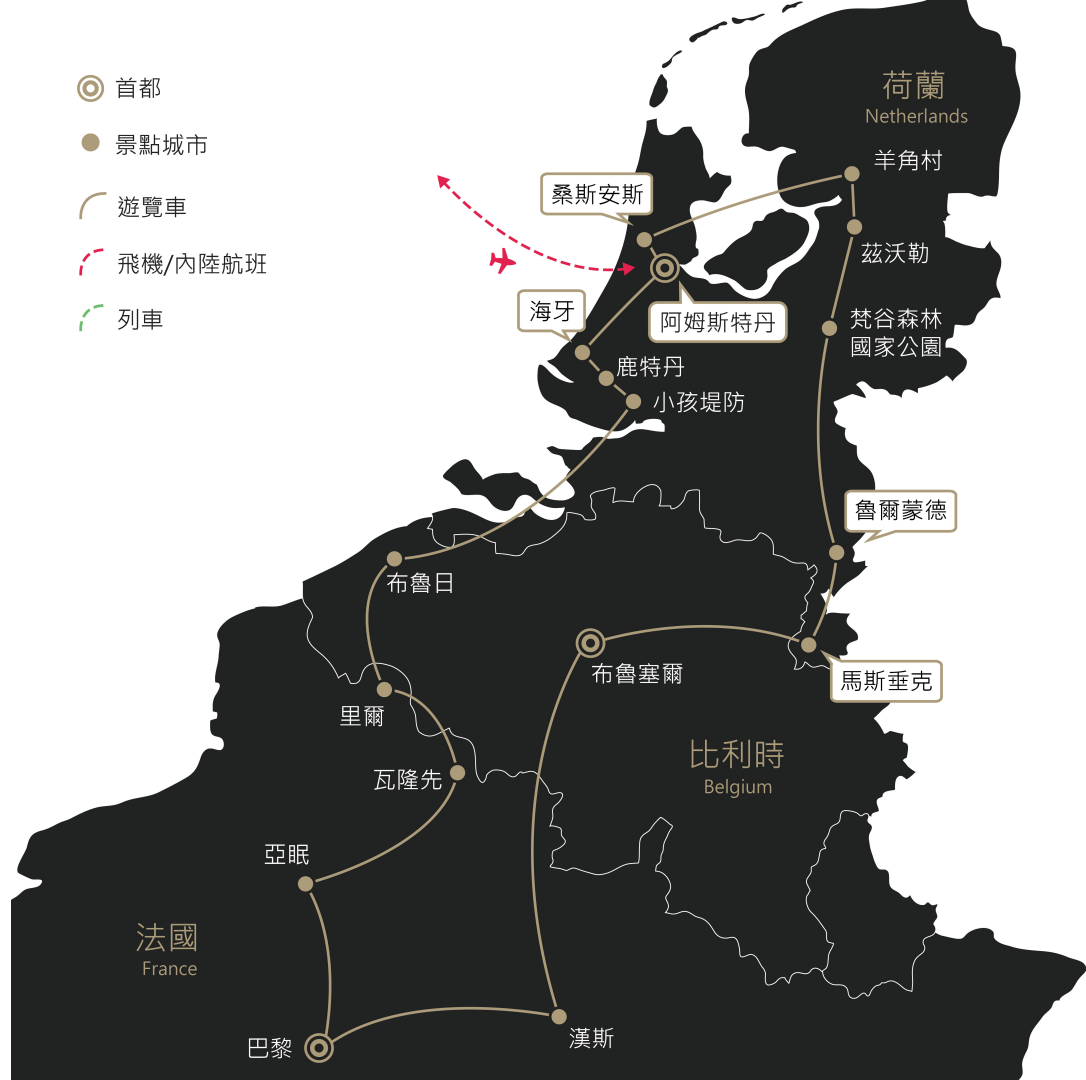 首都
景點城市
遊覽車
飛機/內陸航班
列車
荷蘭
Netherlands
羊角村
桑斯安斯
茲沃勒
海牙
阿姆斯特丹
梵谷森林
國家公園
鹿特丹
小孩堤防
魯爾蒙德
布魯日
布魯塞爾
馬斯垂克
里爾
比利時
Belgium
瓦隆先
亞眠
法國
France
漢斯
巴黎